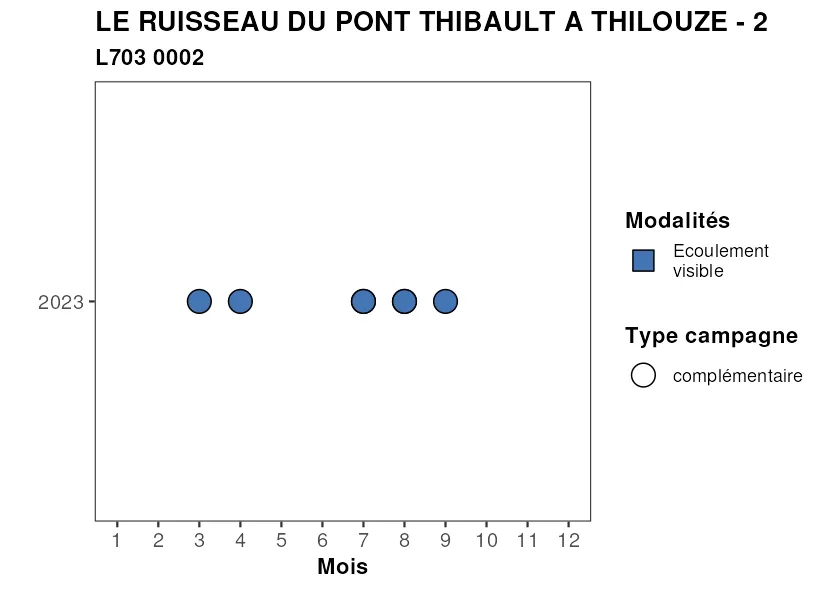 LE RUISSEAU DU PONT THIBAULT A THILOUZE - 2
L703 0002
Modalités
Ecoulement
visible
2023
Type campagne
complémentaire
1 2 3 4 5 6 7 8 9 10 11 12
Mois